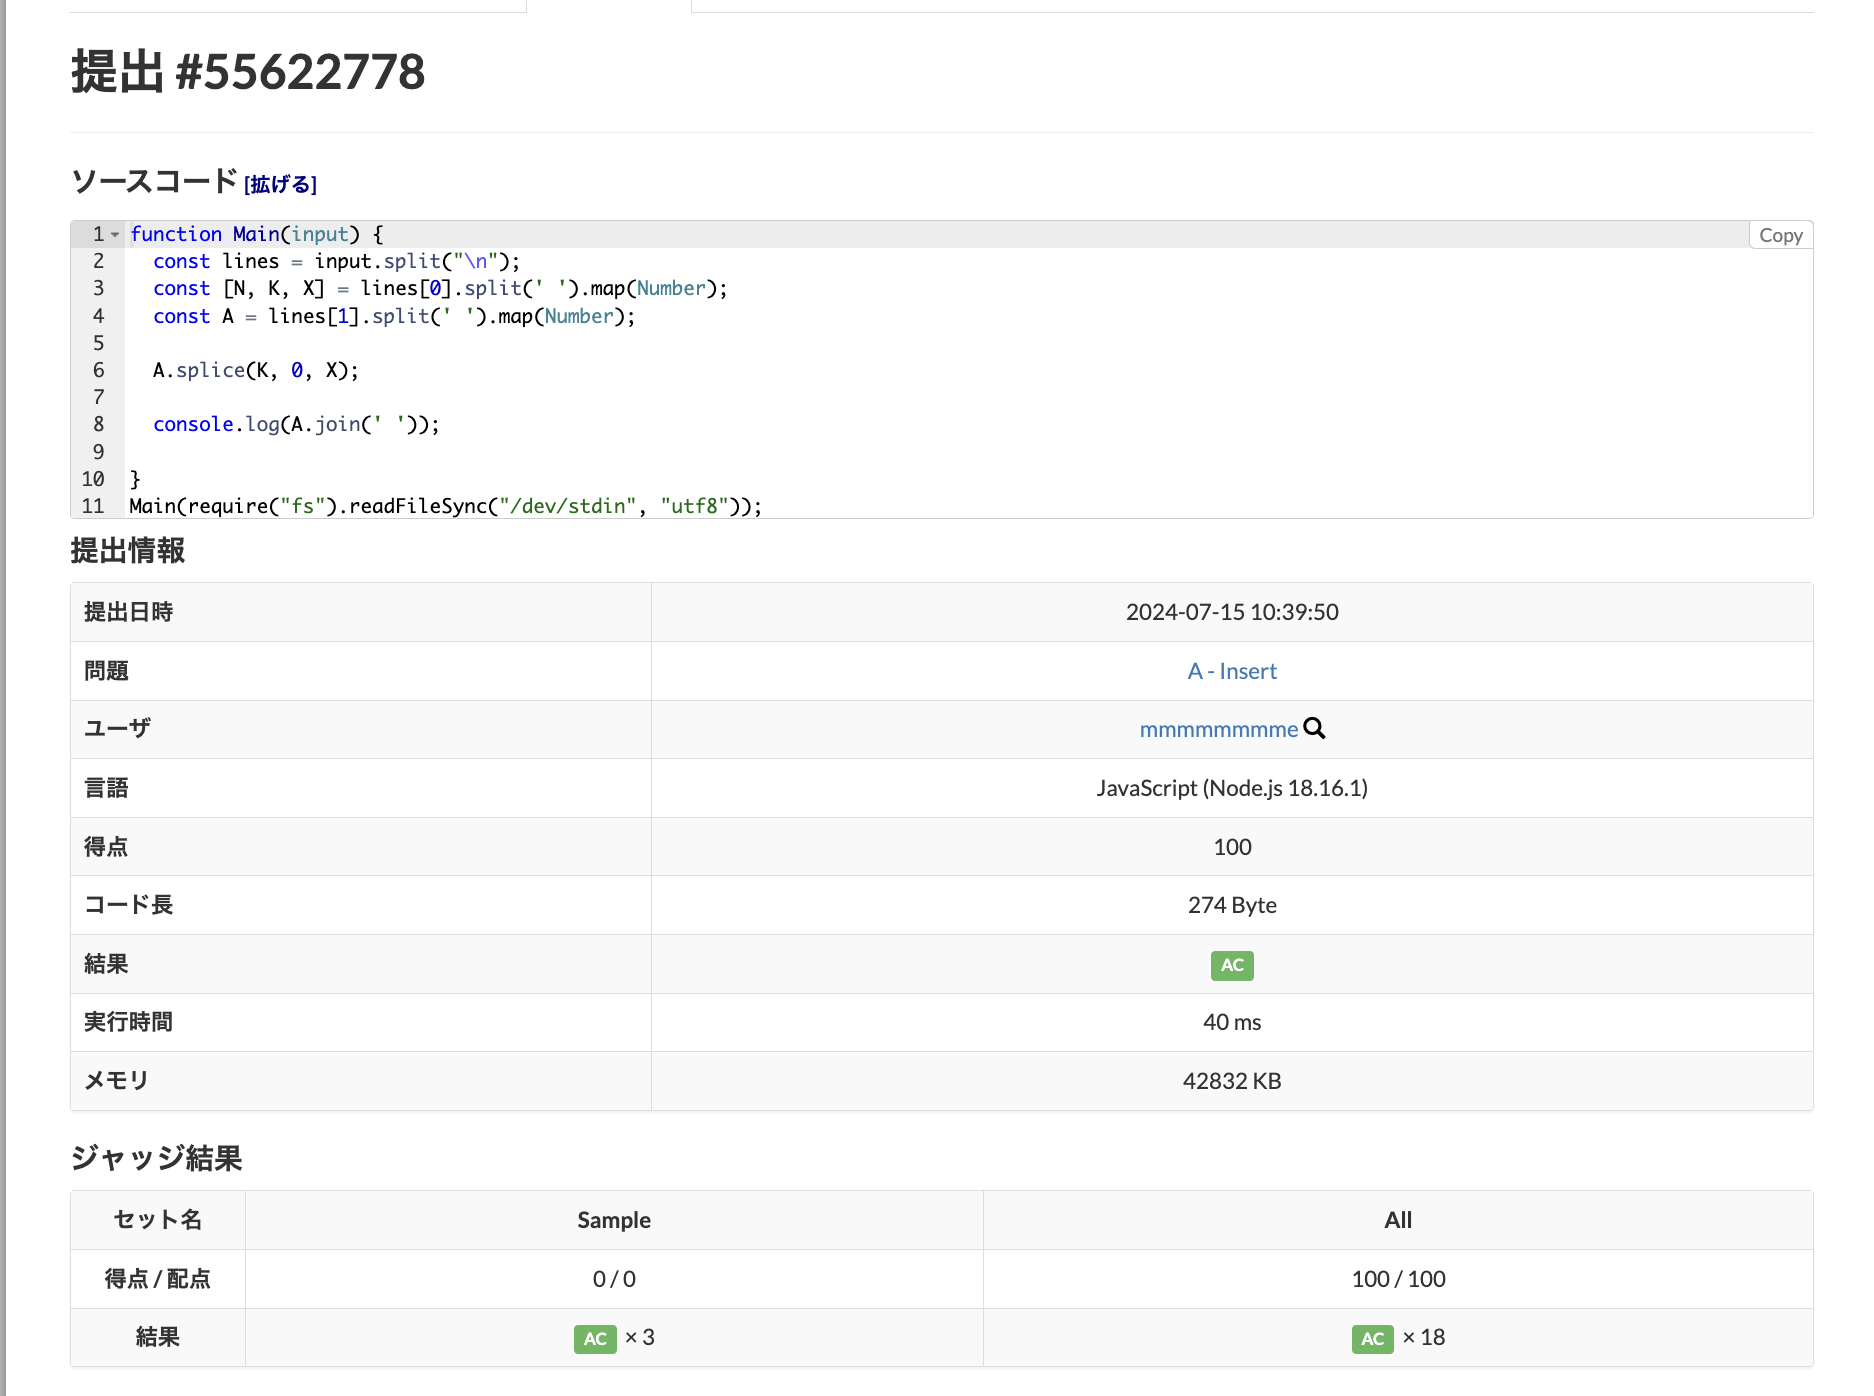 提出 #55622778
ソースコード [拡げる]
Copy
1 function Main(input) {
2   const lines = input.split("\n");
3   const [N, K, X] = lines[0].split(' ').map(Number);
4   const A = lines[1].split(' ').map(Number);
5
6   A.splice(K, 0, X);
7
8   console.log(A.join(' '));
9
10 }
11 Main(require("fs").readFileSync("/dev/stdin", "utf8"));
提出情報
提出日時 2024-07-15 10:39:50
問題 A - Insert
ユーザ mmmmmmmme
言語 JavaScript (Node.js 18.16.1)
得点 100
コード長 274 Byte
結果 AC
実行時間 40 ms
メモリ 42832 KB
ジャッジ結果
セット名 Sample All
得点 / 配点 0 / 0 100 / 100
結果 AC × 3 AC × 18